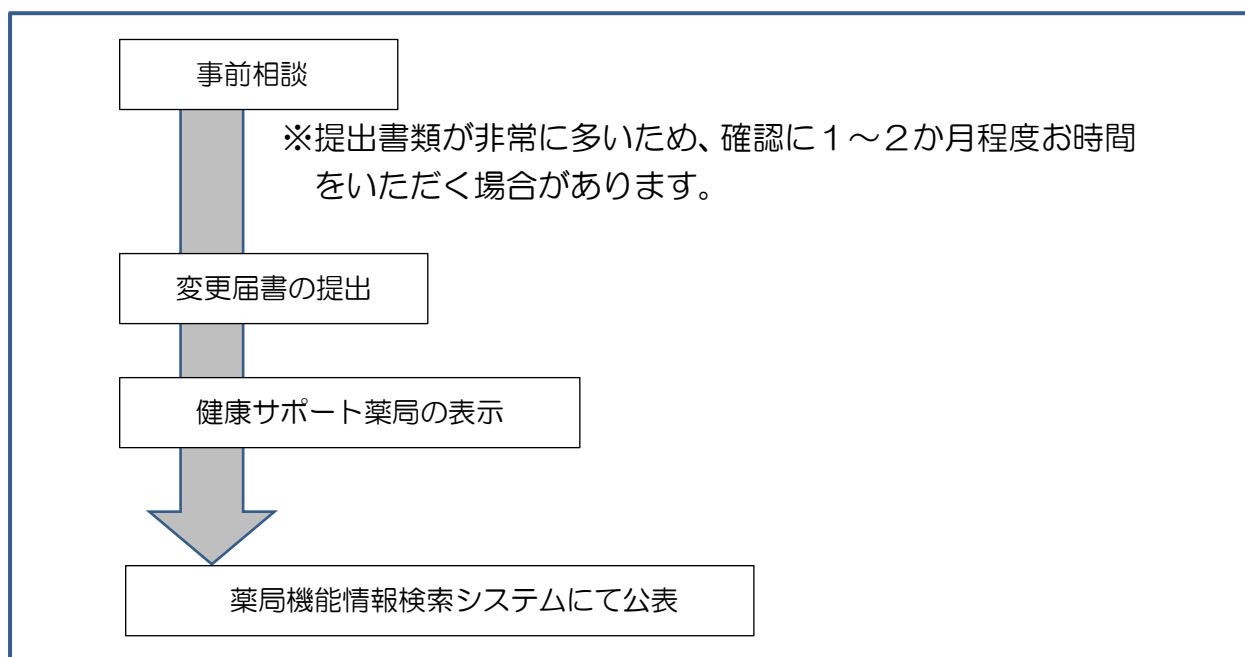 事前相談
※提出書類が非常に多いため、確認に１～２か月程度お時間
をいただく場合があります。
変更届書の提出
健康サポート薬局の表示
薬局機能情報検索システムにて公表